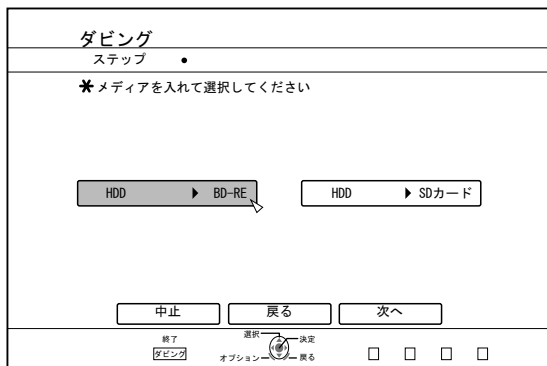 ダビング
ステップ ●
✱メディアを入れて選択してください
HDD ▶ BD-RE
HDD ▶ SDカード
中止 戻る 次へ
終了
ダビング
選択
決定
オプション
戻る